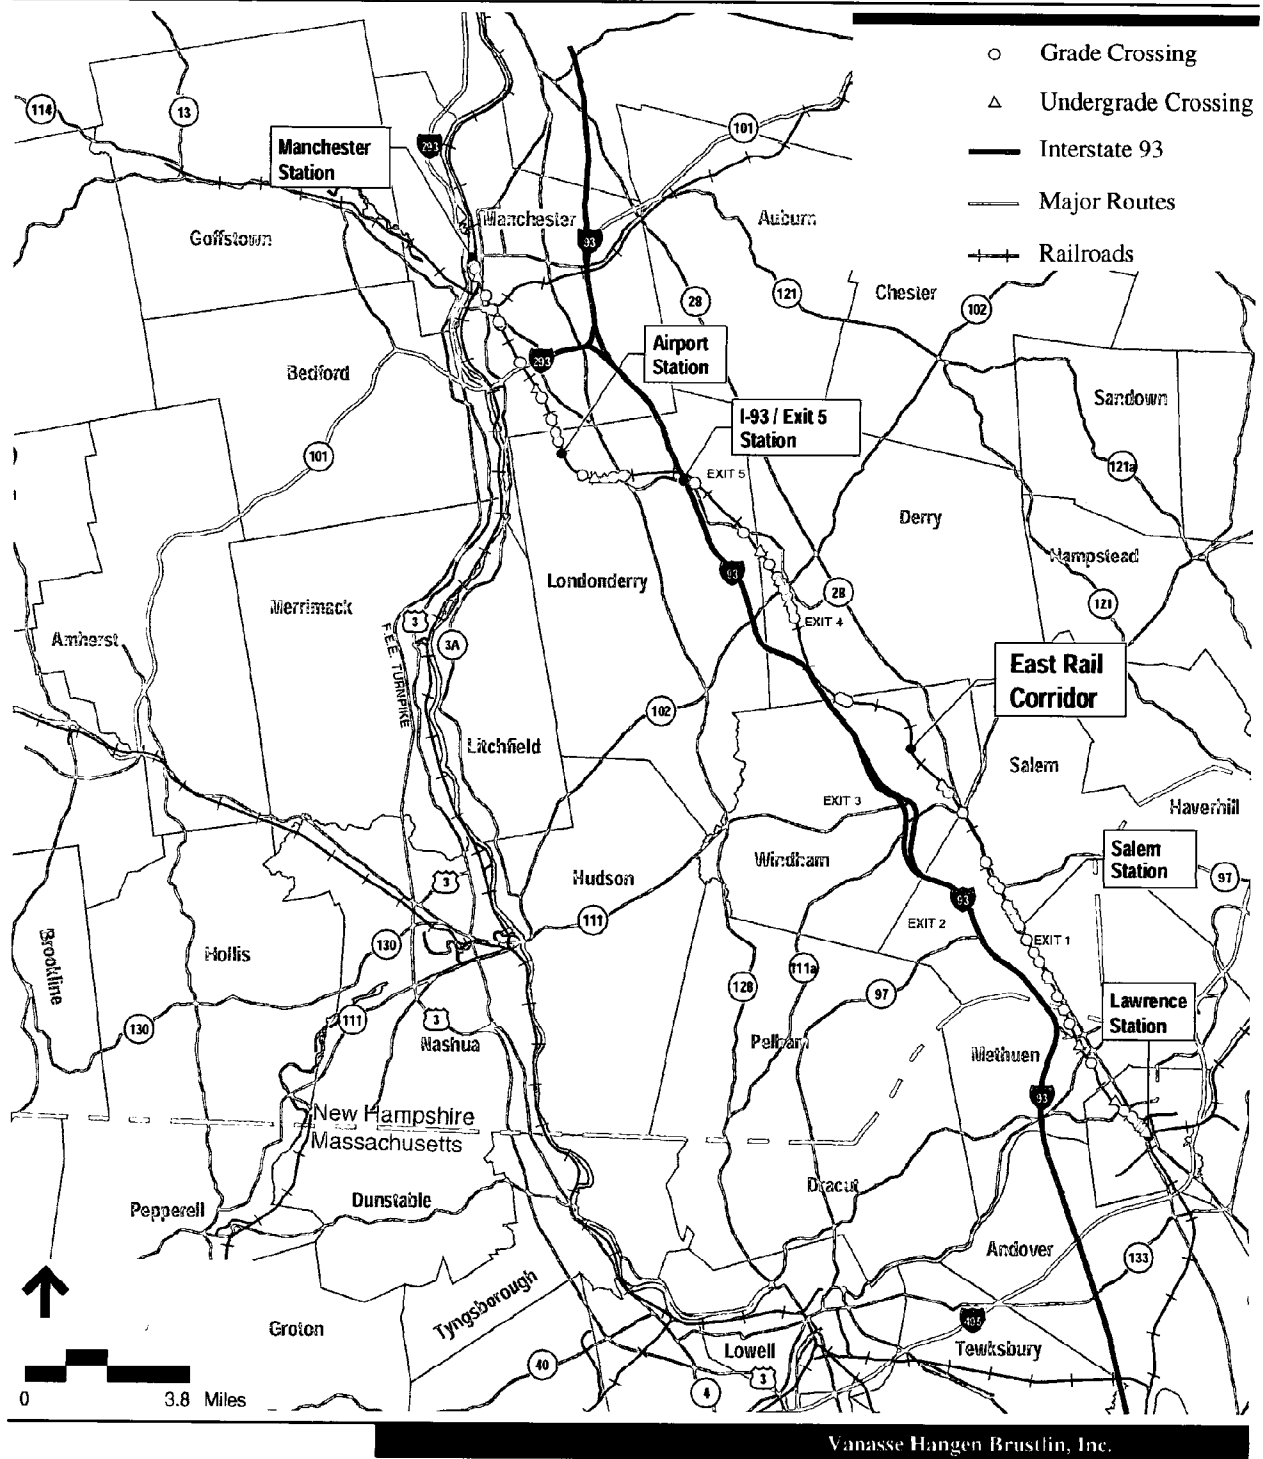 Grade Crossing
Undergrade Crossing
Interstate 93
Major Routes
Railroads
114
13
293
101
Manchester
Station
Manchester
93
Auburn
Goffstown
28
121
Chester
102
Airport
Station
293
Bedford
Sandown
I-93 / Exit 5
Station
101
121a
EXIT 5
Derry
Hampstead
93
Londonderry
28
121
Merrimack
3
EXIT 4
Amherst
3A
F.E.E. TURNPIKE
East Rail
Corridor
102
Litchfield
Salem
Haverhill
EXIT 3
Windham
Salem
Station
97
Hudson
3
93
111
EXIT 2
EXIT 1
130
Hollis
Brookline
111a
128
97
Lawrence
Station
130
111
3
Nashua
Pelham
Methuen
93
New Hampshire
Massachusetts
Dracut
Dunstable
Pepperell
Andover
133
Tyngsborough
Groton
495
Lowell
Tewksbury
40
3
4
0 3.8 Miles
Vanasse Hangen Brustlin, Inc.